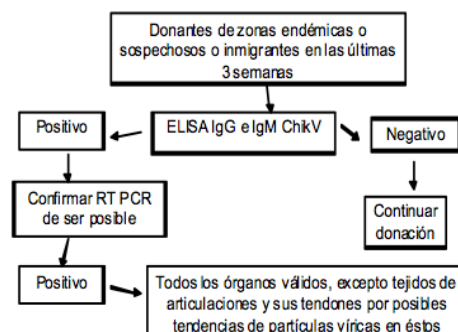 Donantes de zonas endémicas o
sospechosos o inmigrantes en las últimas
3 semanas
Positivo
ELISA IgG e IgM ChikV
Negativo
Confirmar RT PCR
de ser posible
Continuar
donación
Positivo
Todos los órganos válidos, excepto tejidos de
articulaciones y sus tendones por posibles
tendencias de partículas víricas en éstos